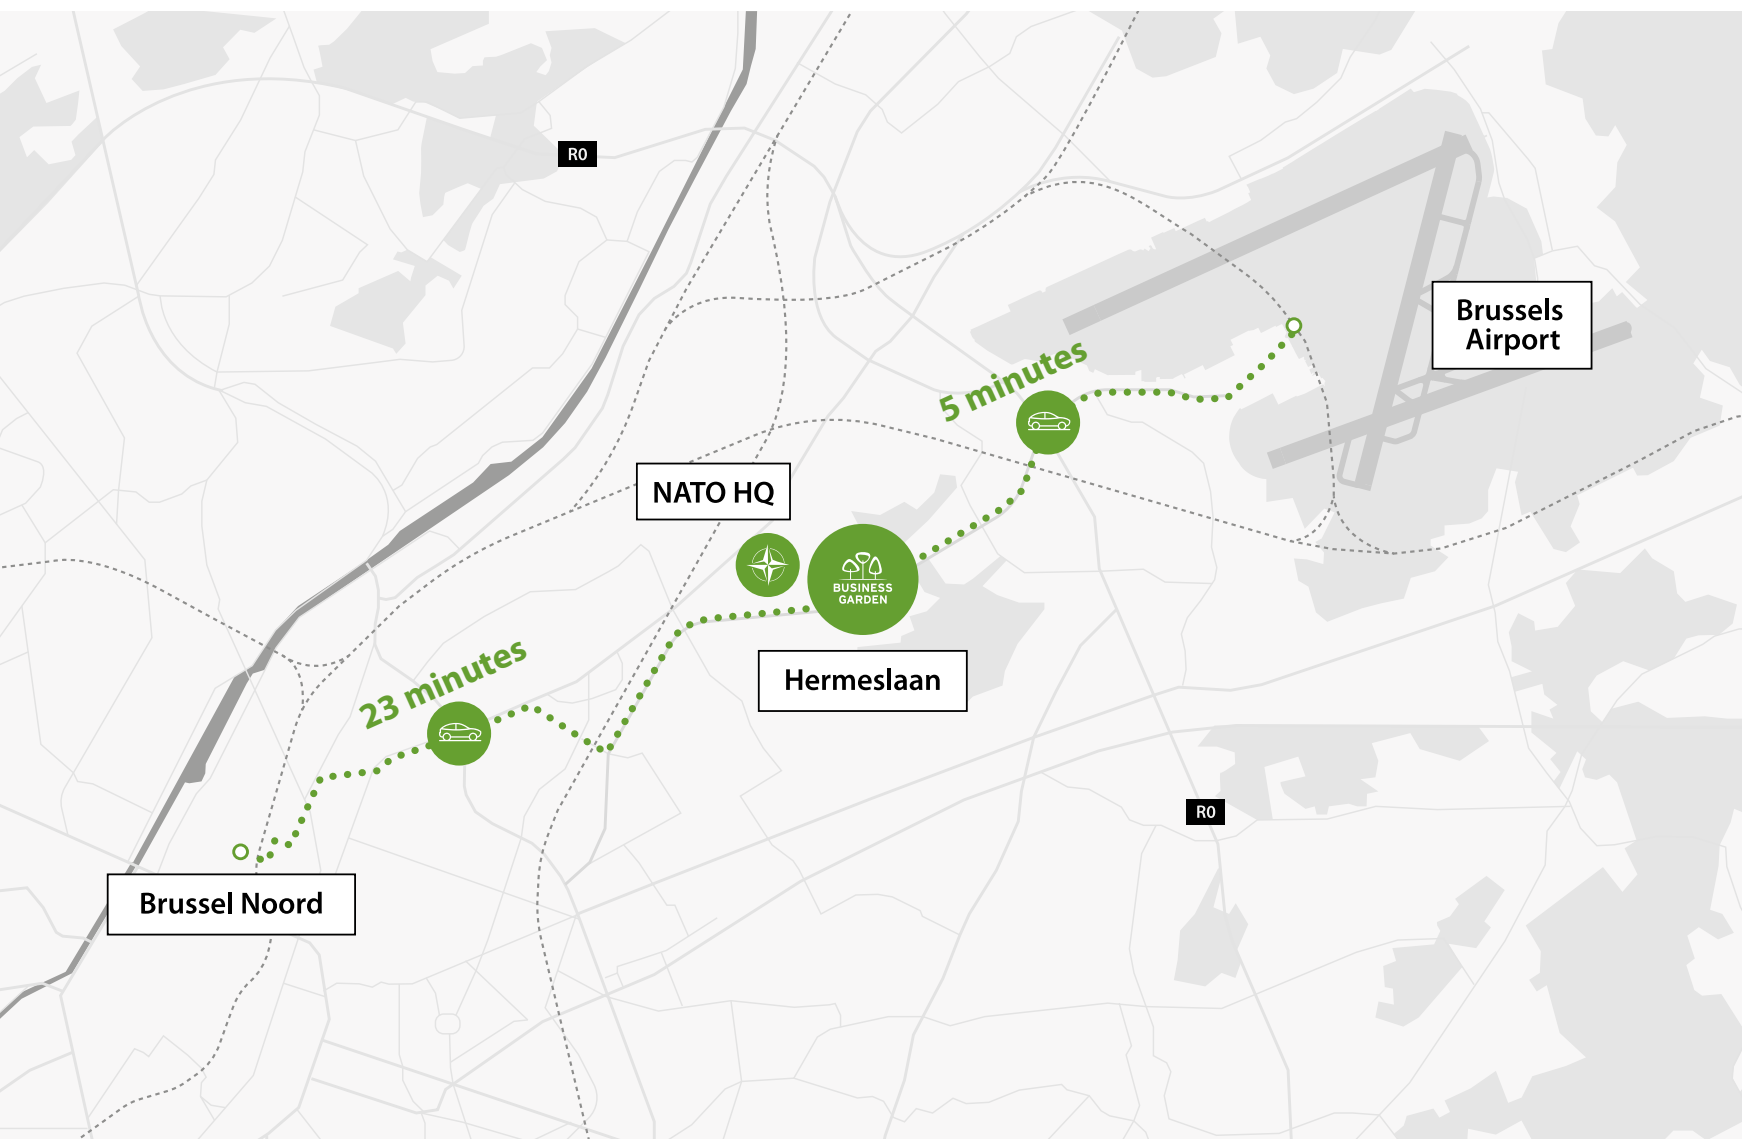 R0
Brussels
Airport
5 minutes
NATO HQ
BUSINESS
GARDEN
Hermeslaan
23 minutes
R0
Brussel Noord